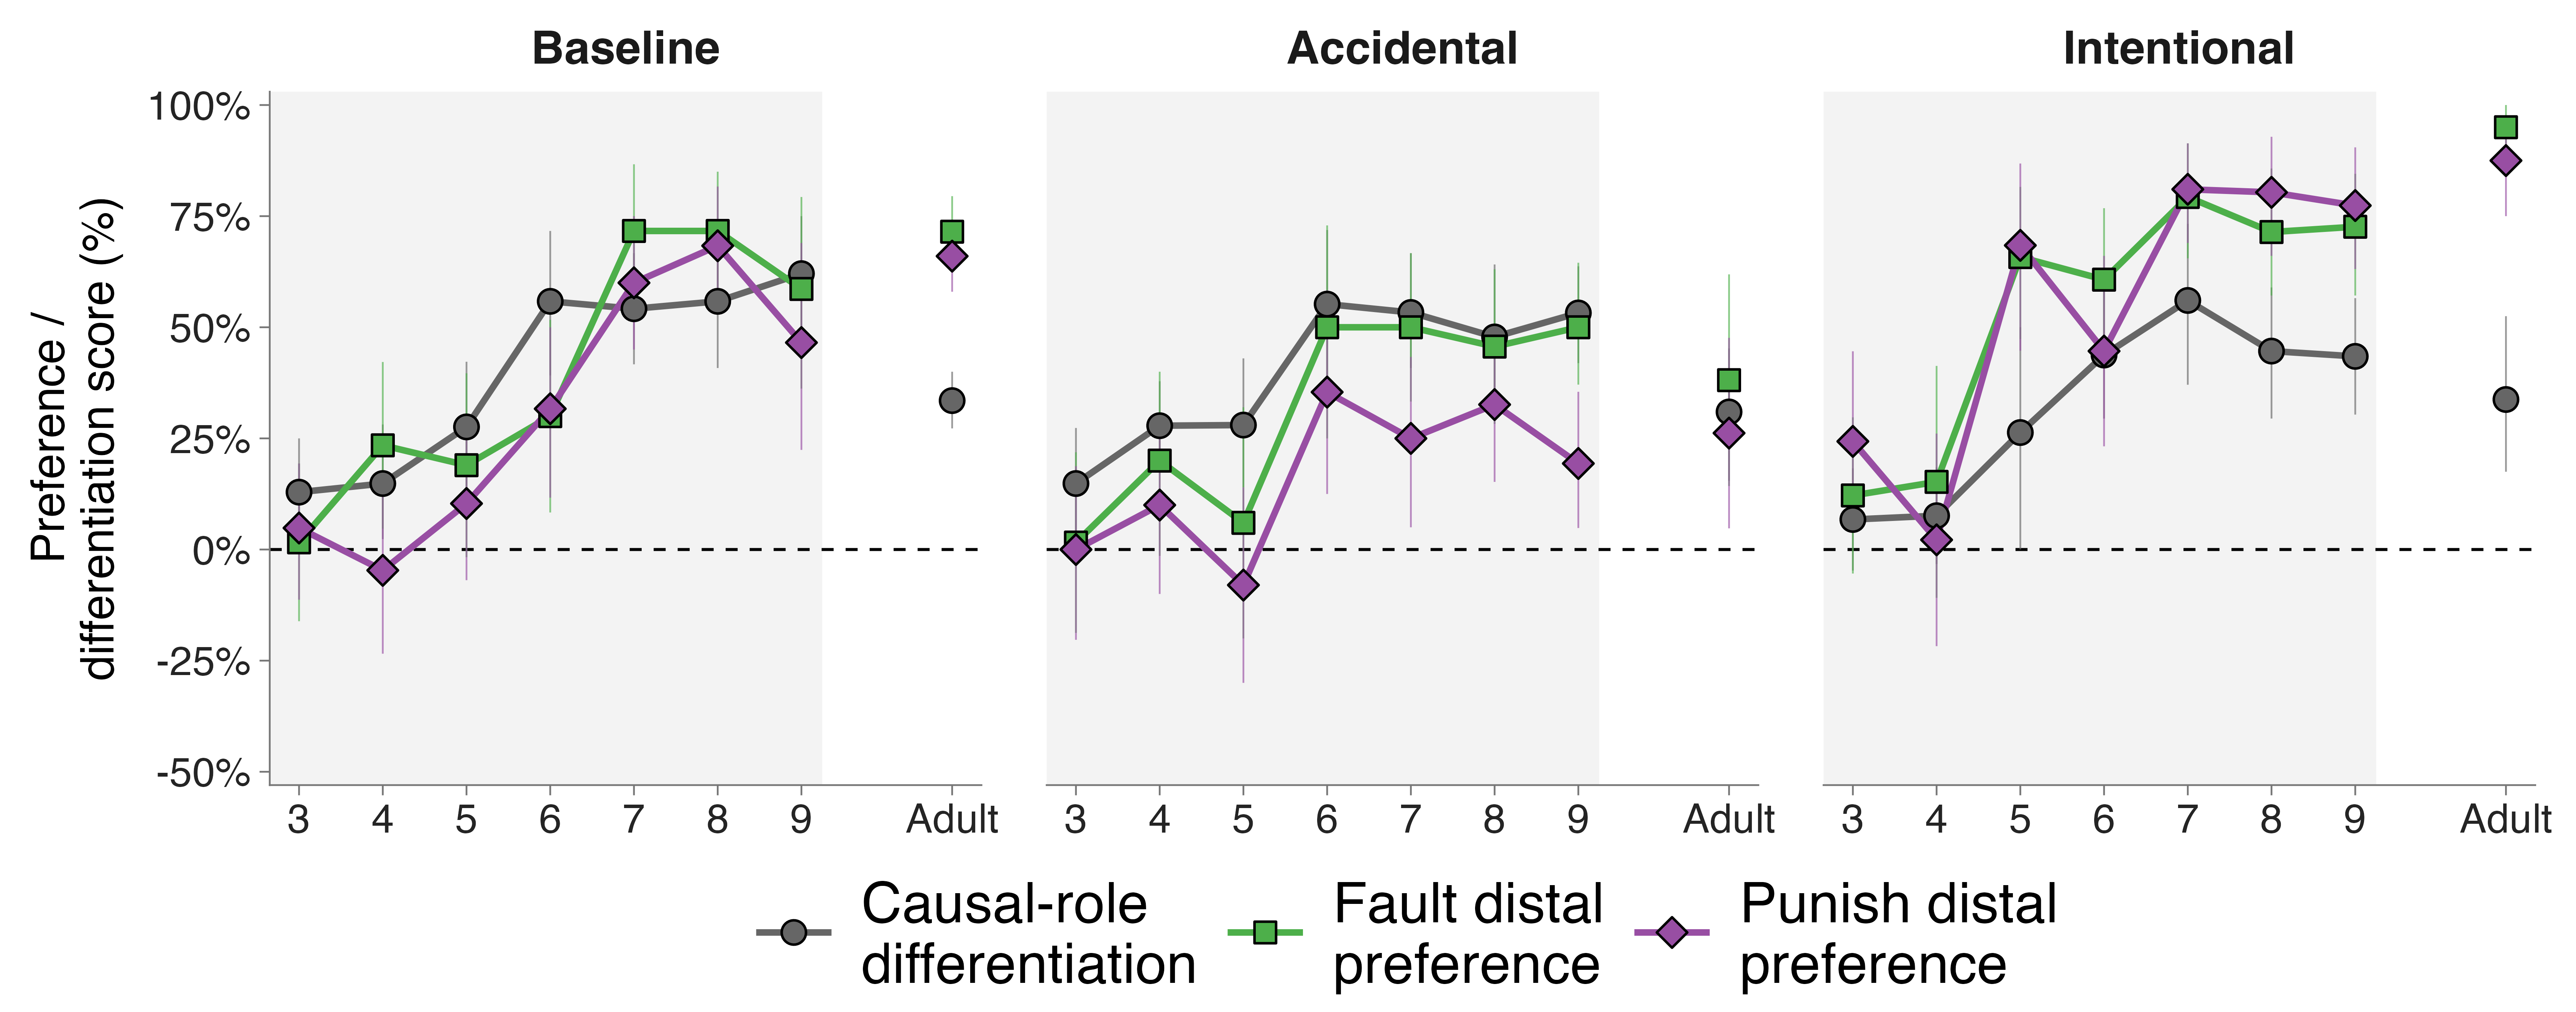 Baseline
Accidental
Intentional
Preference /
differentiation score (%)
100%
75%
50%
25%
0%
-25%
-50%
3 4 5 6 7 8 9 Adult
3 4 5 6 7 8 9 Adult
3 4 5 6 7 8 9 Adult
Causal-role
differentiation
Fault distal
preference
Punish distal
preference